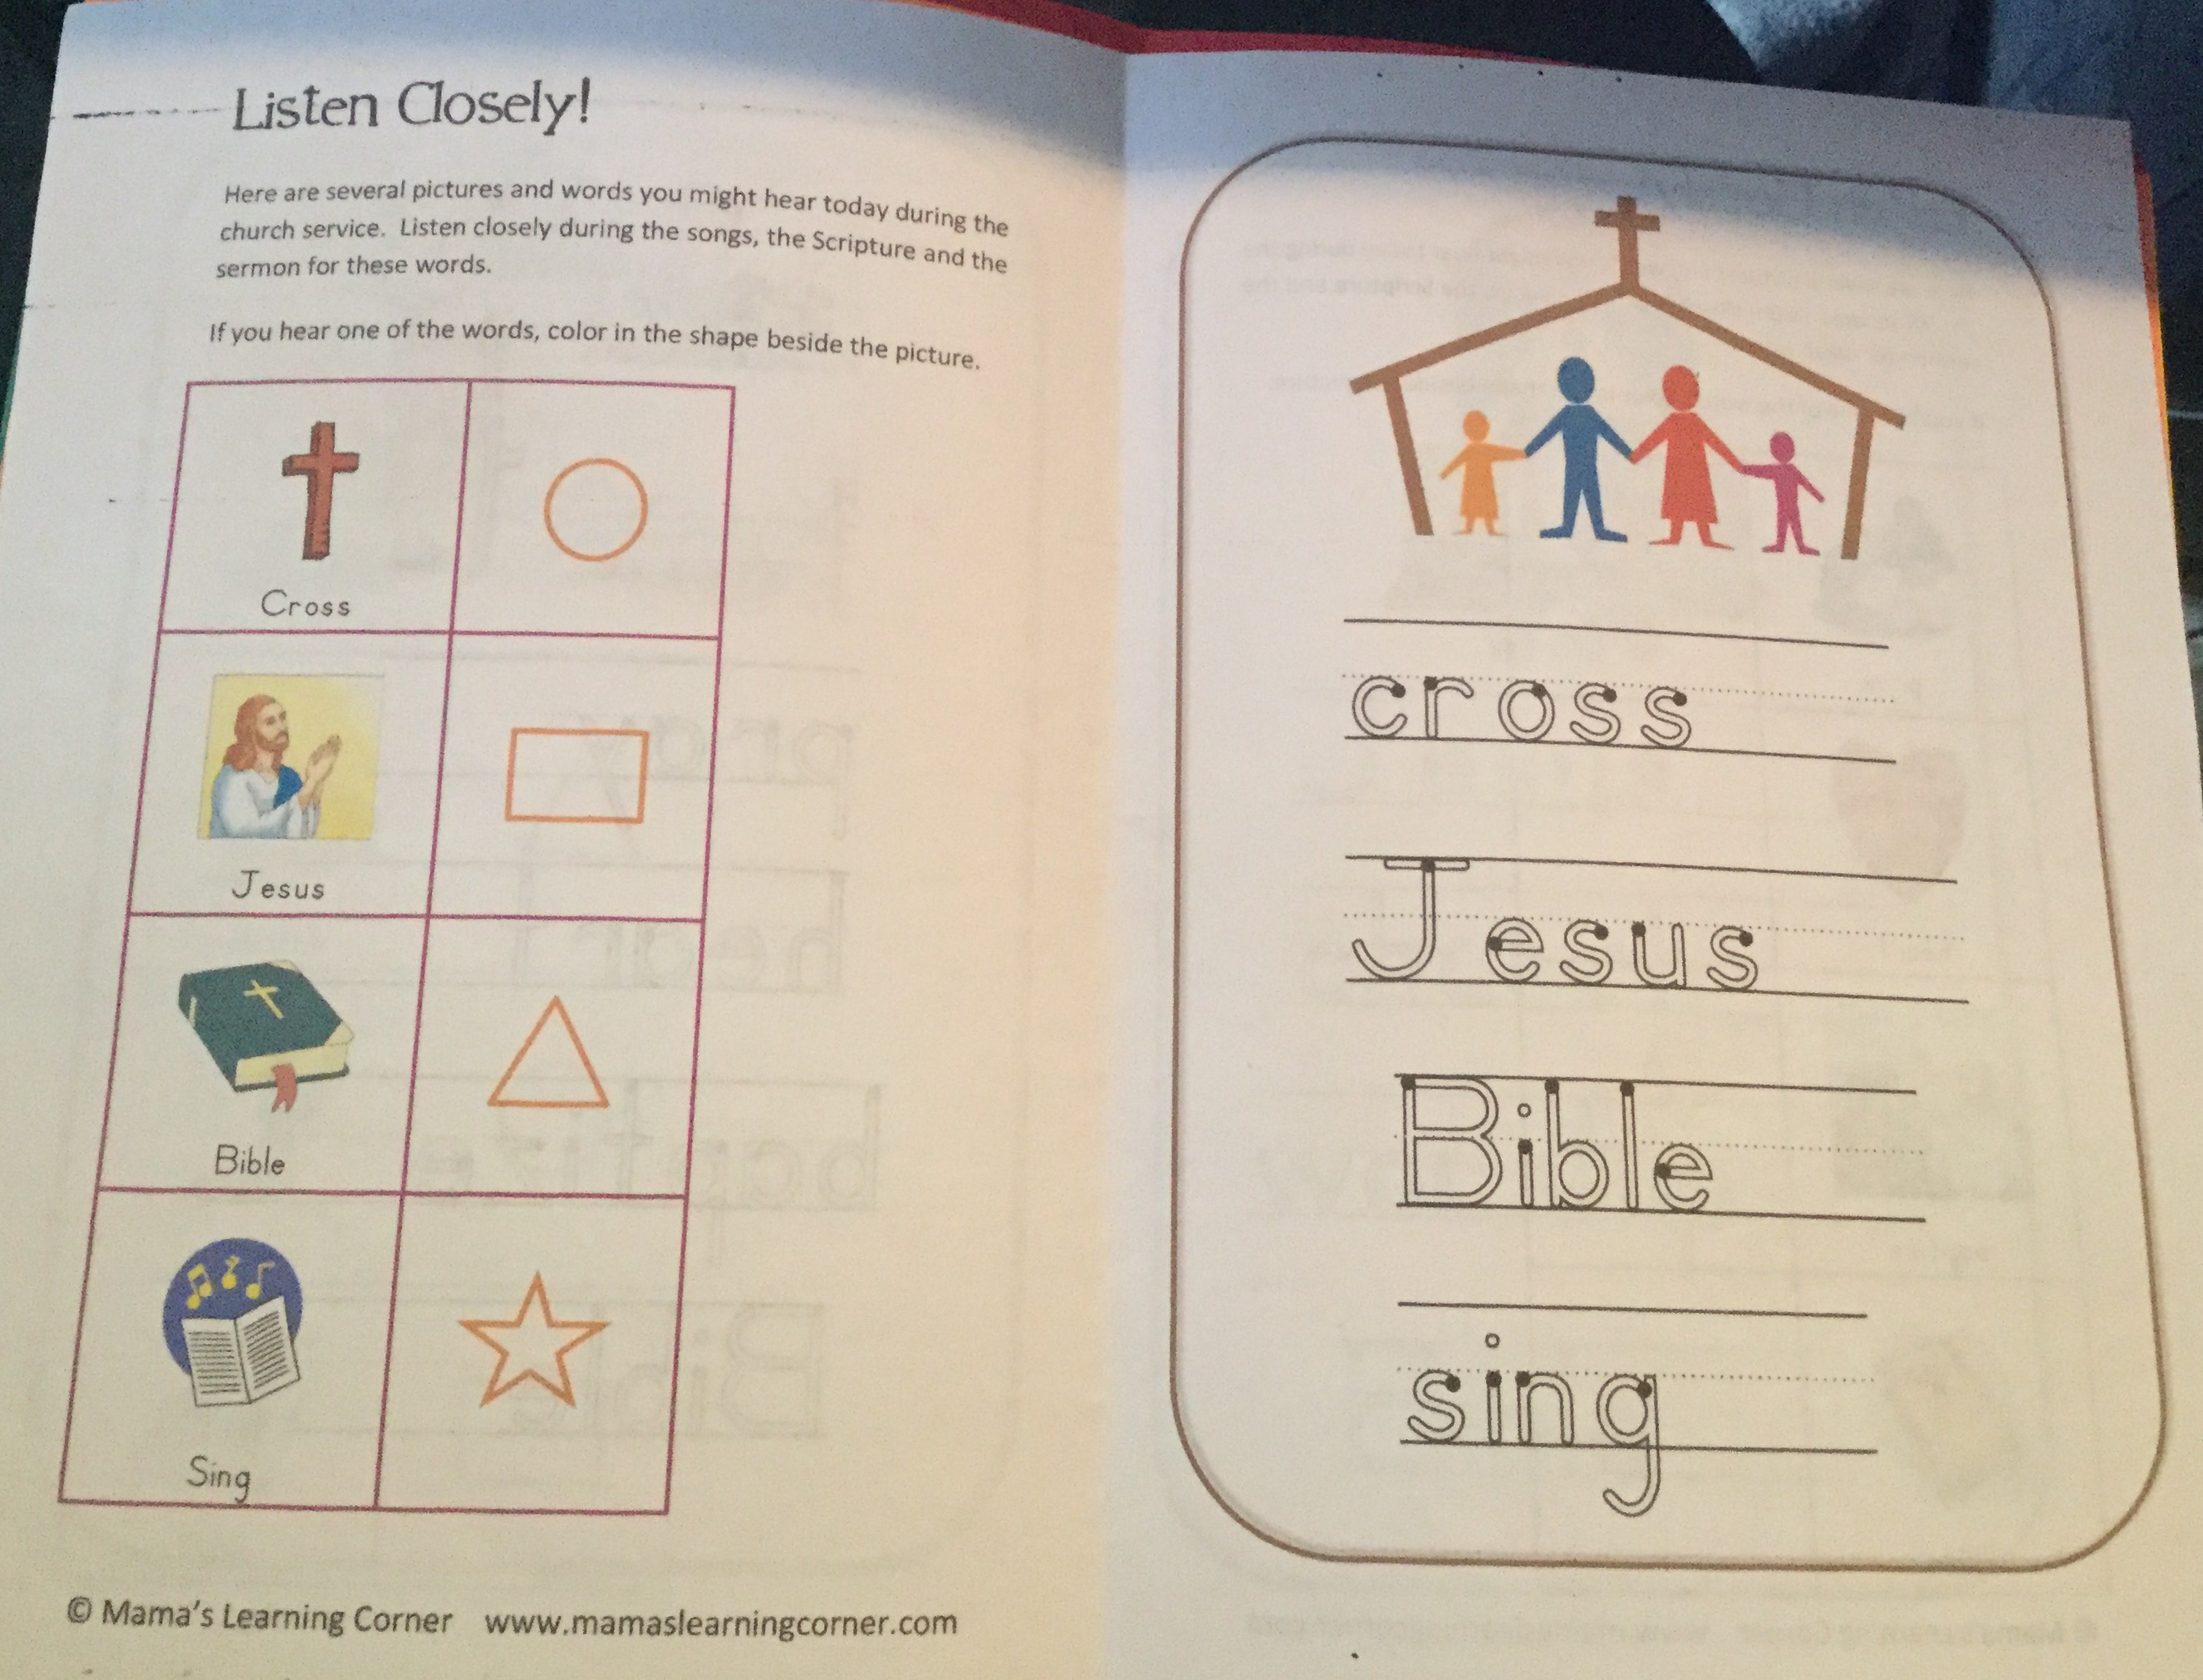 Listen Closely!
Here are several pictures and words you might hear today during the
church service. Listen closely during the songs, the Scripture and the
sermon for these words.
If you hear one of the words, color in the shape beside the picture.
Cross
Jesus
Bible
Sing
© Mama's Learning Corner www.mamaslearningcorner.com
cross
Jesus
Bible
sing